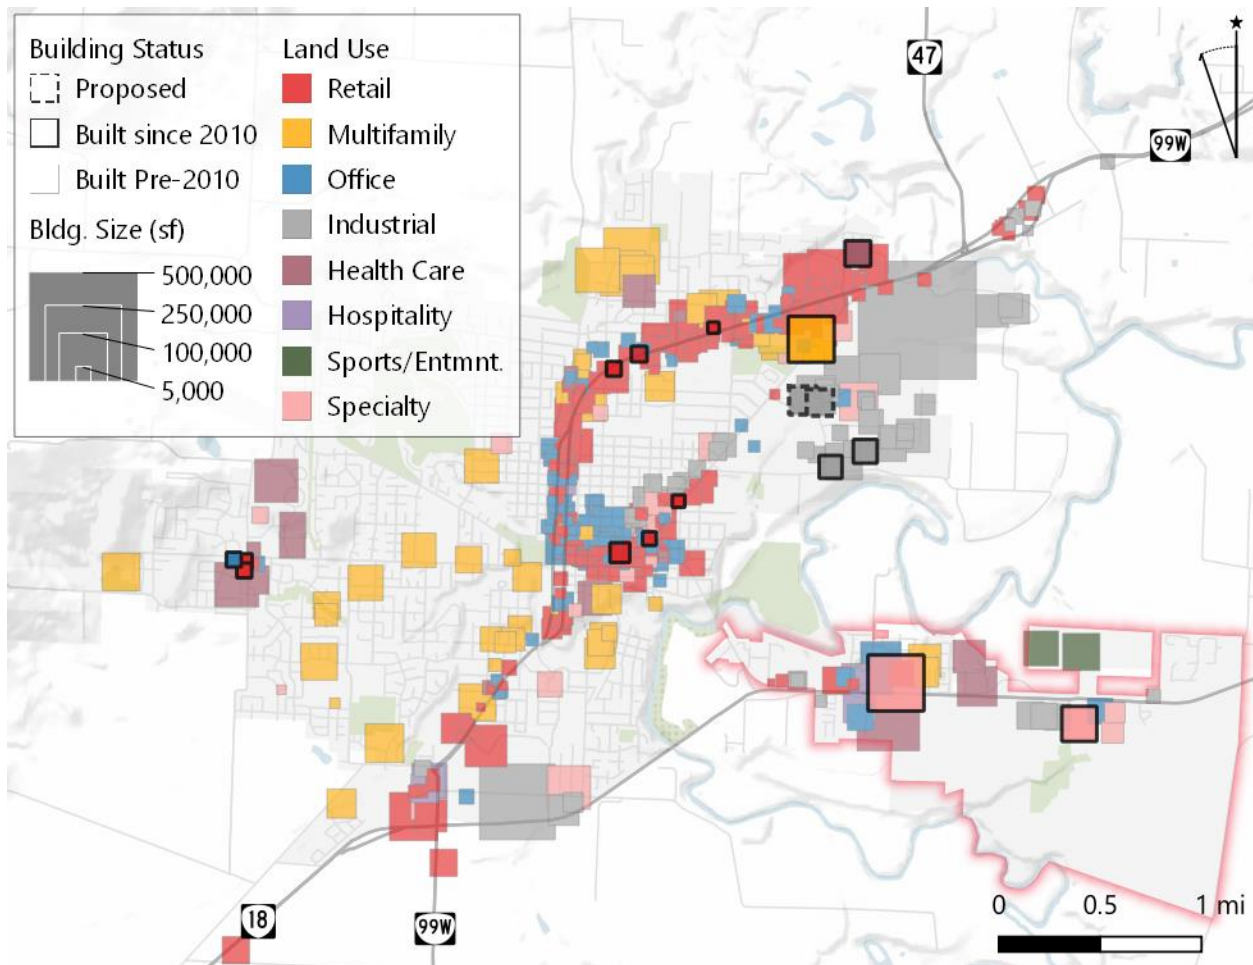 Building Status
Proposed
Built since 2010
Built Pre-2010
Bldg. Size (sf)
500,000
250,000
100,000
5,000
Land Use
Retail
Multifamily
Office
Industrial
Health Care
Hospitality
Sports/Entmnt.
Specialty
47
99W
18
99W
0 0.5 1 mi